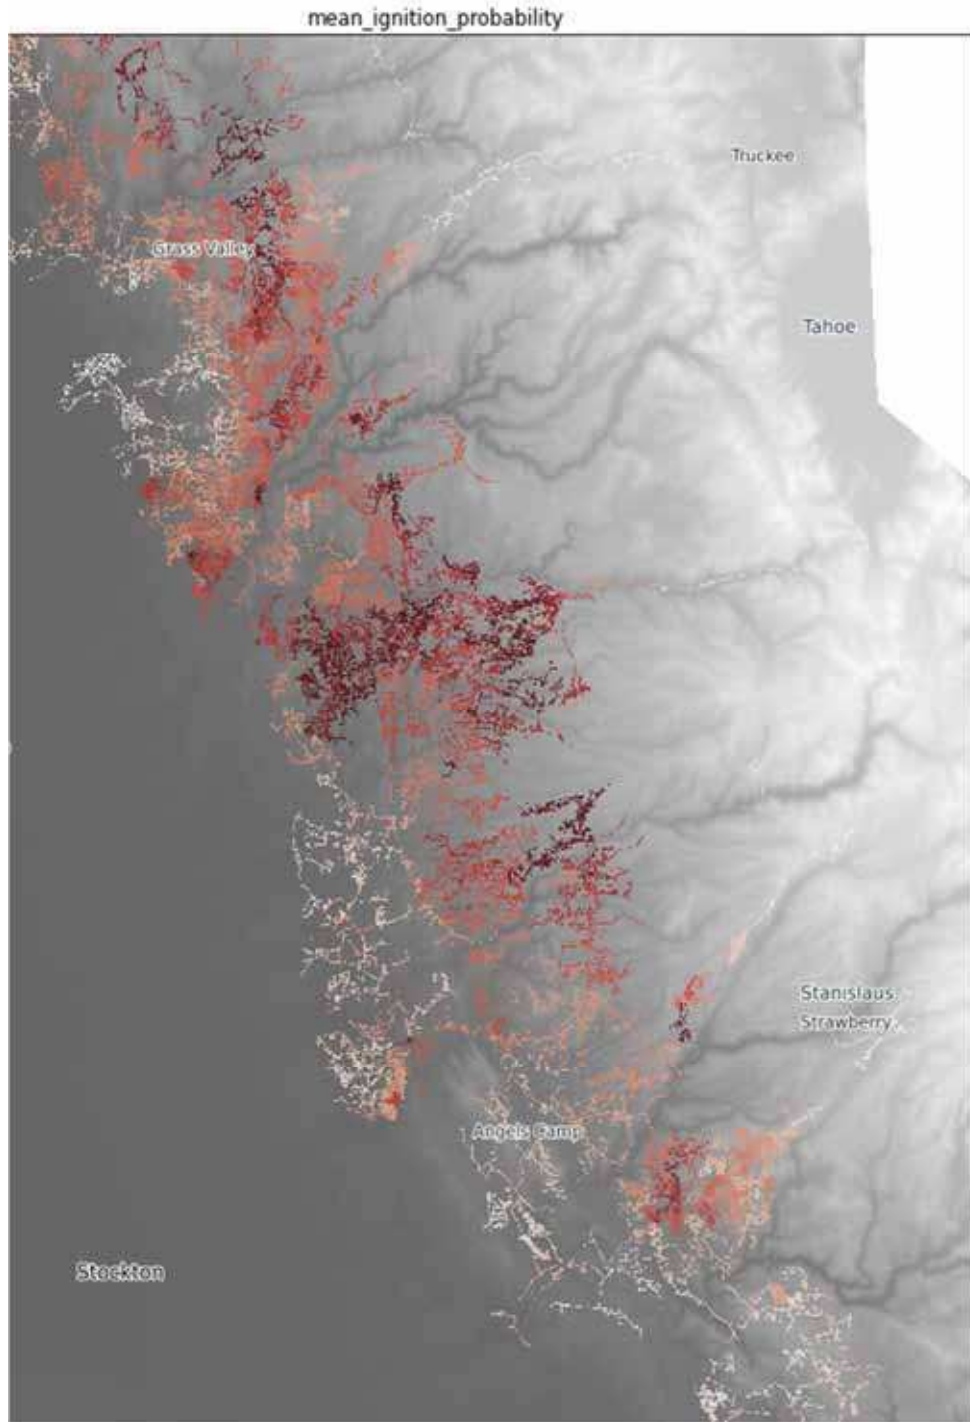 mean_ignition_probability
Truckee
Grass Valley
Tahoe
Stanislaus
Strawberry
Angels Camp
Stockton